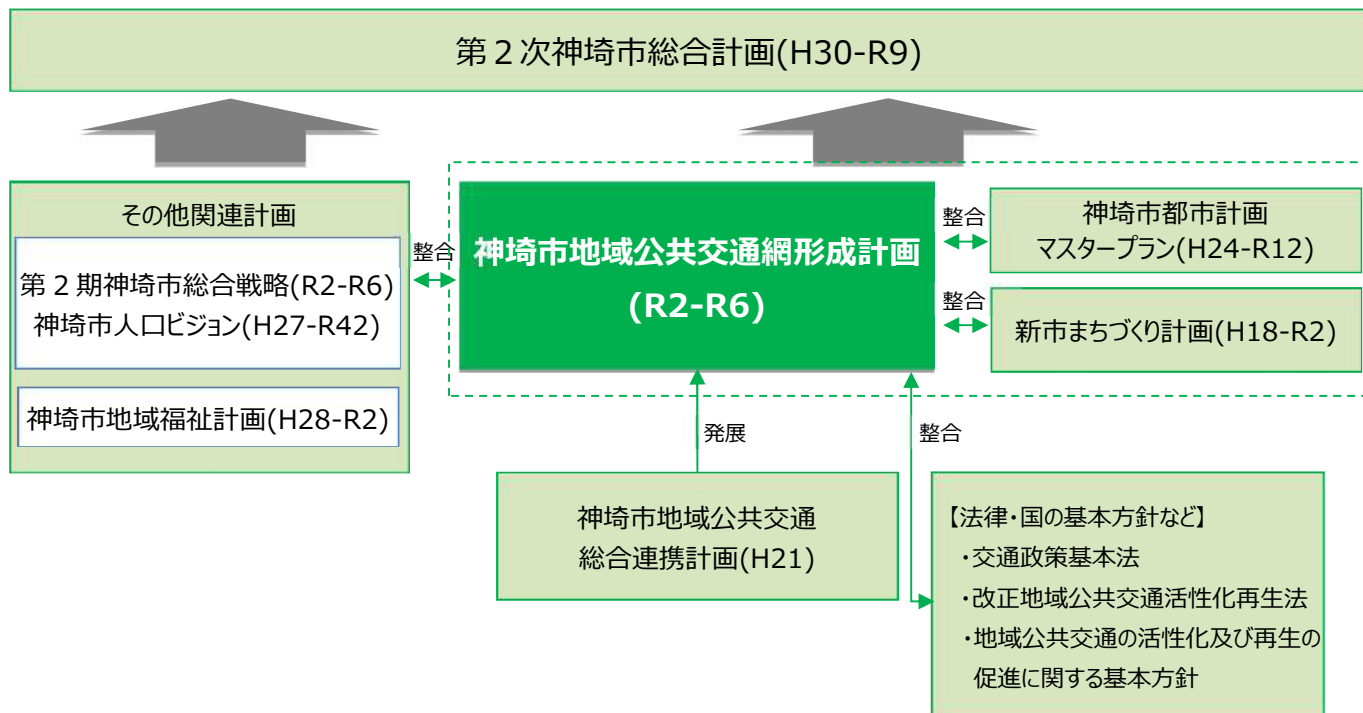 第２次神埼市総合計画(H30-R9)
その他関連計画
第２期神埼市総合戦略(R2-R6)
神埼市人口ビジョン(H27-R42)
神埼市地域福祉計画(H28-R2)
整合
神埼市地域公共交通網形成計画
(R2-R6)
整合
神埼市都市計画
マスタープラン(H24-R12)
整合
新市まちづくり計画(H18-R2)
発展
整合
神埼市地域公共交通
総合連携計画(H21)
【法律・国の基本方針など】
・交通政策基本法
・改正地域公共交通活性化再生法
・地域公共交通の活性化及び再生の
促進に関する基本方針